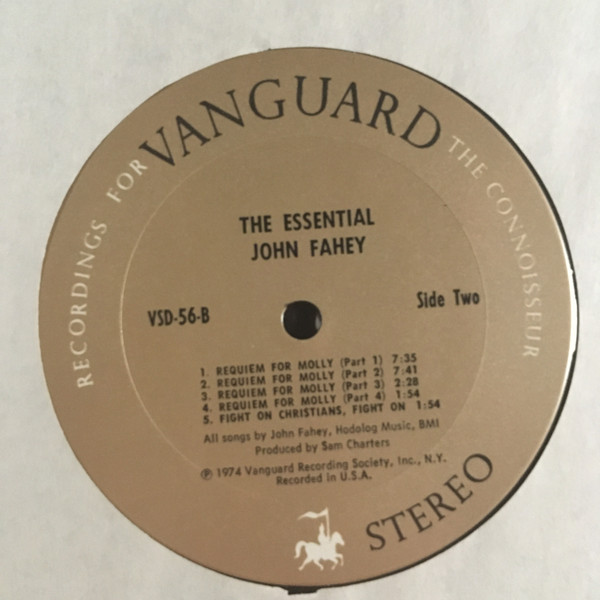 RECORDINGS FOR VANGUARD THE CONNOISSEUR
THE ESSENTIAL
JOHN FAHEY
VSD-56-B
Side Two
1. REQUIEM FOR MOLLY (Part 1) 7:35
2. REQUIEM FOR MOLLY (Part 2) 7:41
3. REQUIEM FOR MOLLY (Part 3) 2:28
4. REQUIEM FOR MOLLY (Part 4) 1:54
5. FIGHT ON CHRISTIANS, FIGHT ON 1:54
All songs by John Fahey, Hodolog Music, BMI
Produced by Sam Charters
℗ 1974 Vanguard Recording Society, Inc., N.Y.
Recorded in U.S.A.
STEREO